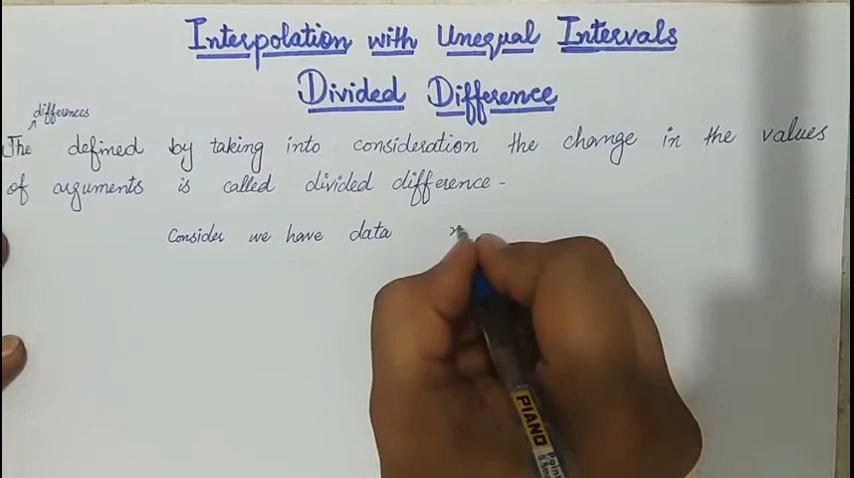 Interpolation with Unequal Intervals
Divided Difference
differences
The defined by taking into consideration the change in the values
of arguments is called divided difference -
Consider we have data x
PIANO
Point